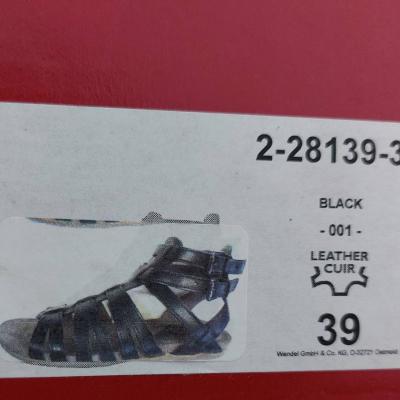 2-28139-3
BLACK
- 001 -
LEATHER
CUIR
39
Wendel GmbH & Co. KG, D-32721 Detmold